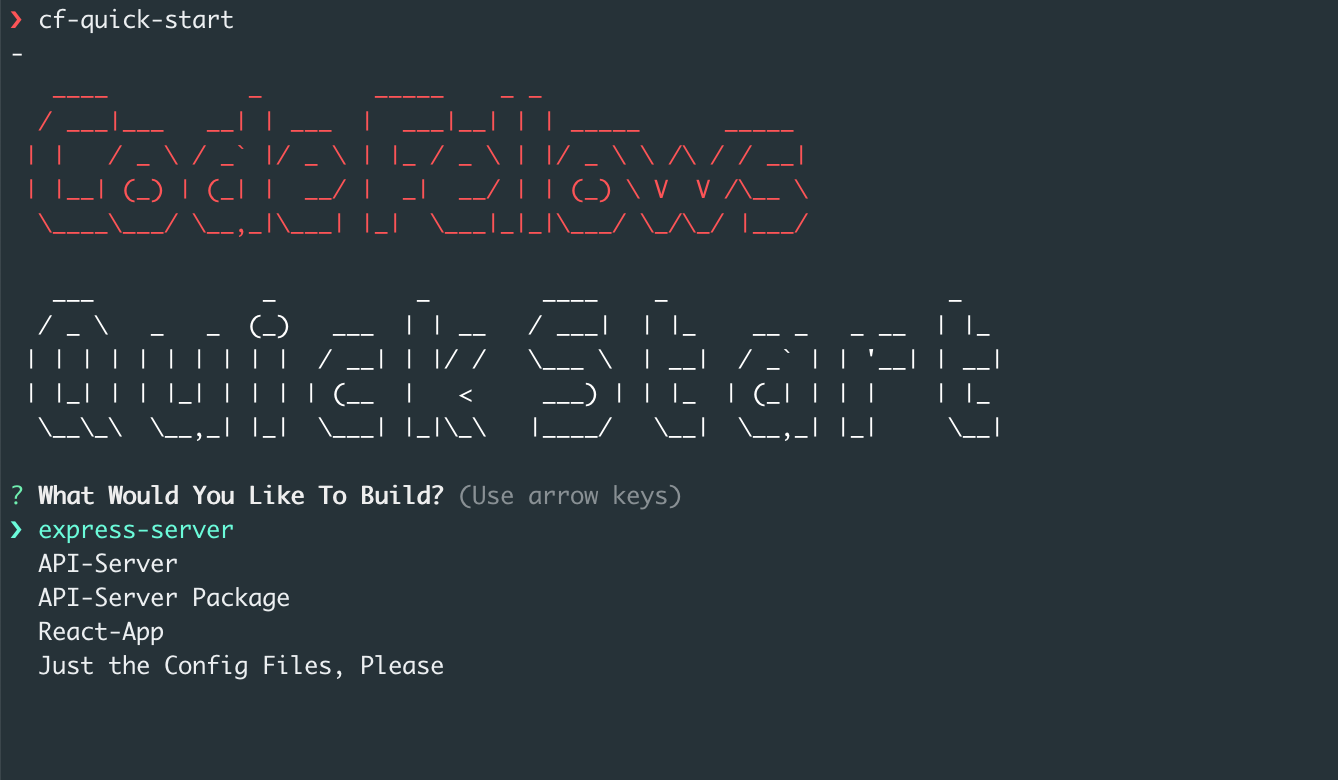 ❯ cf-quick-start
-
CodeFellows
Quick Start
? What Would You Like To Build? (Use arrow keys)
❯ express-server
API-Server
API-Server Package
React-App
Just the Config Files, Please